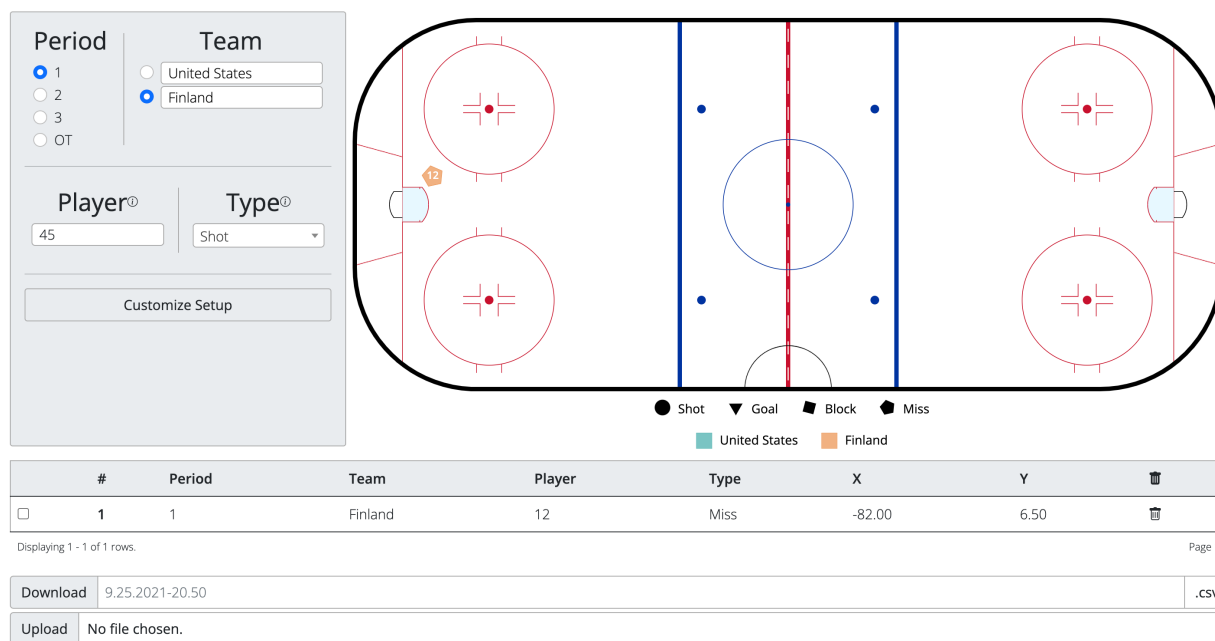 Period
Team
1
2
3
OT
United States
Finland
Player ⓘ
Type ⓘ
45
Shot
Customize Setup
12
Shot Goal Block Miss
United States Finland
# Period Team Player Type X Y
1 1 Finland 12 Miss -82.00 6.50
Displaying 1 - 1 of 1 rows. Page
Download 9.25.2021-20.50 .csv
Upload No file chosen.